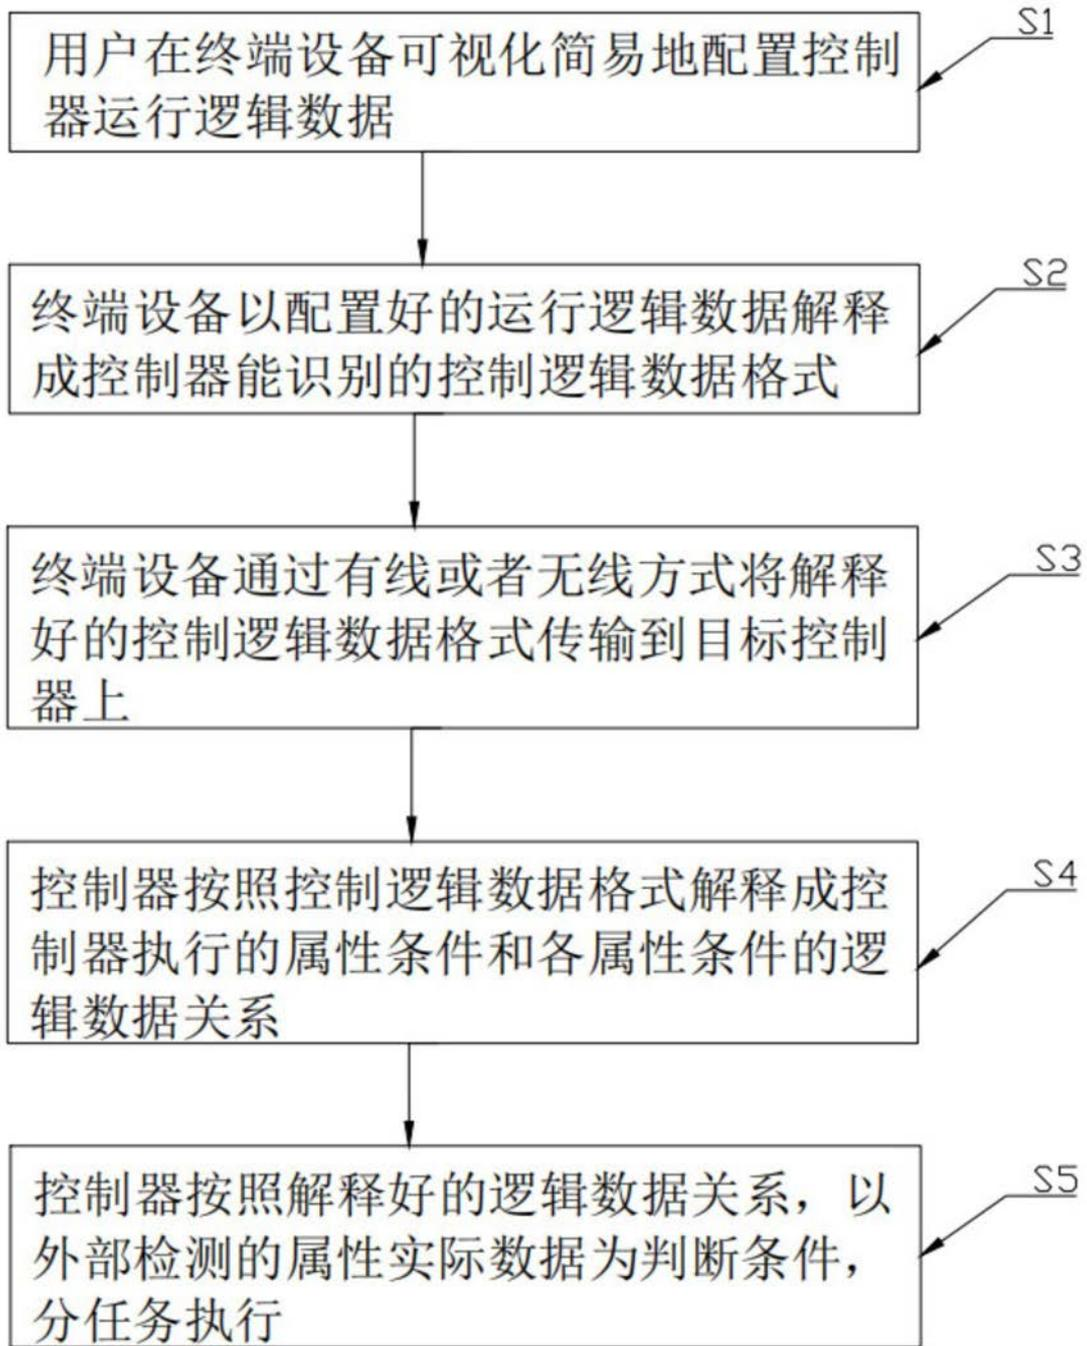 S1
用户在终端设备可视化简易地配置控制
器运行逻辑数据
S2
终端设备以配置好的运行逻辑数据解释
成控制器能识别的控制逻辑数据格式
S3
终端设备通过有线或者无线方式将解释
好的控制逻辑数据格式传输到目标控制
器上
S4
控制器按照控制逻辑数据格式解释成控
制器执行的属性条件和各属性条件的逻
辑数据关系
S5
控制器按照解释好的逻辑数据关系，以
外部检测的属性实际数据为判断条件，
分任务执行